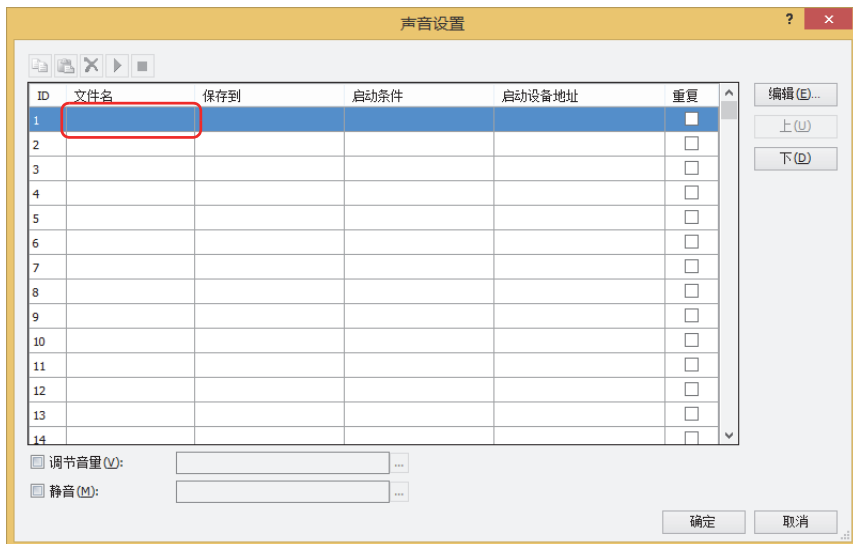 声音设置 ?
ID 文件名 保存到 启动条件 启动设备地址 重复 编辑(E)...
1 上(U)
2 下(D)
3
4
5
6
7
8
9
10
11
12
13
14
调节音量(V): ...
静音(M): ...
确定 取消